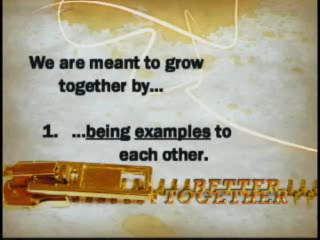 We are meant to grow
together by...
1. ...being examples to
each other.
BETTER
TOGETHER